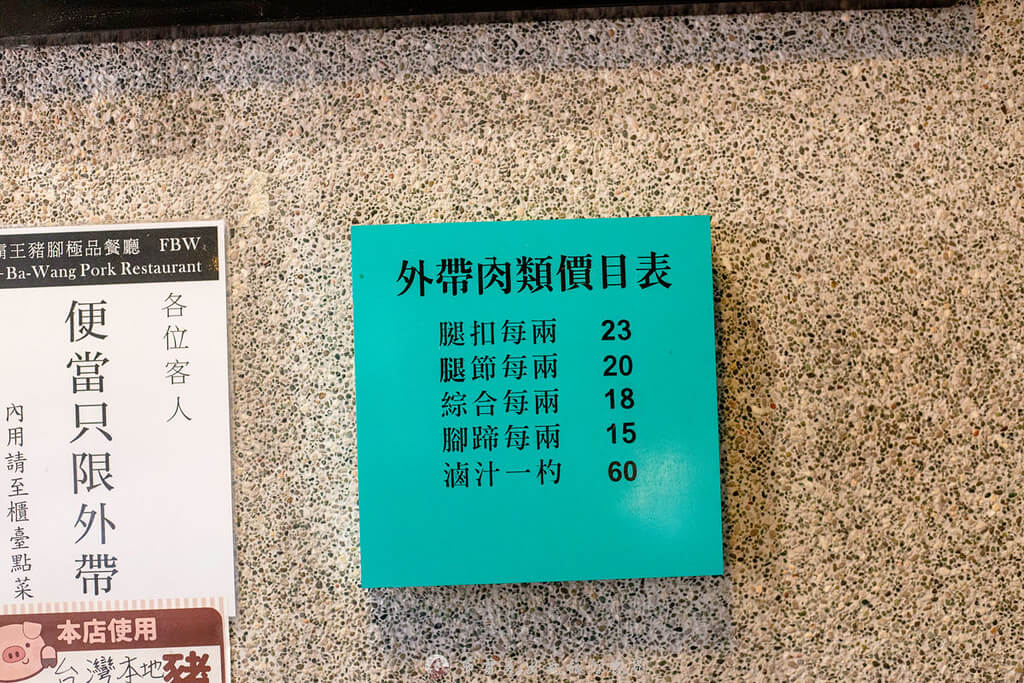 霸王豬腳極品餐廳 FBW
-Ba-Wang Pork Restaurant
各位客人
便當只限外帶
內用請至櫃臺點菜
本店使用
台灣本地豬
外帶肉類價目表
腿扣每兩 23
腿節每兩 20
綜合每兩 18
腳蹄每兩 15
滷汁一杓 60